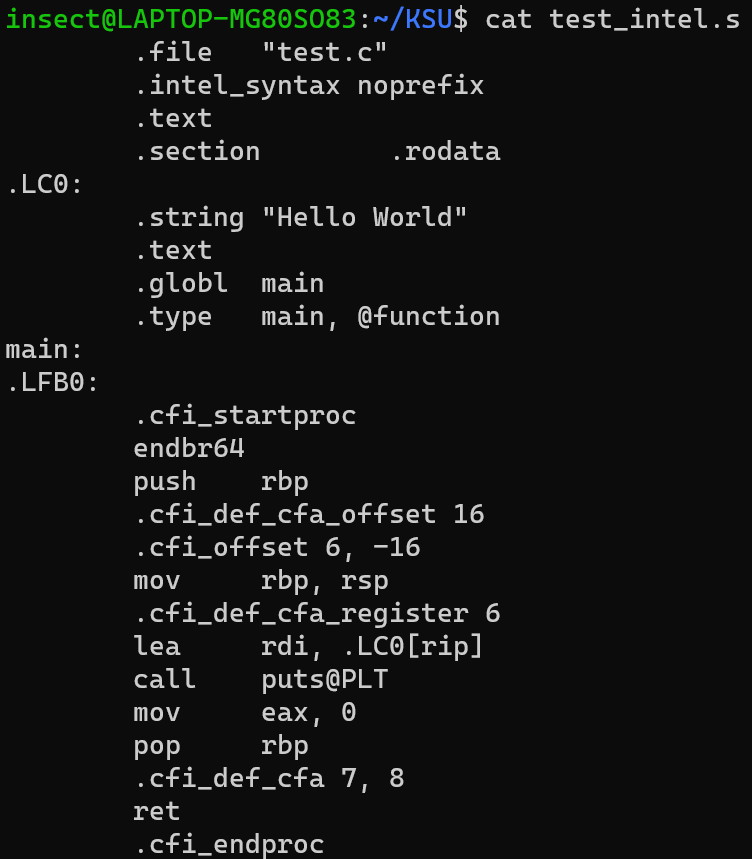 insect@LAPTOP-MG80SO83:~/KSU$ cat test_intel.s
        .file   "test.c"
        .intel_syntax noprefix
        .text
        .section        .rodata
.LC0:
        .string "Hello World"
        .text
        .globl  main
        .type   main, @function
main:
.LFB0:
        .cfi_startproc
        endbr64
        push    rbp
        .cfi_def_cfa_offset 16
        .cfi_offset 6, -16
        mov     rbp, rsp
        .cfi_def_cfa_register 6
        lea     rdi, .LC0[rip]
        call    puts@PLT
        mov     eax, 0
        pop     rbp
        .cfi_def_cfa 7, 8
        ret
        .cfi_endproc